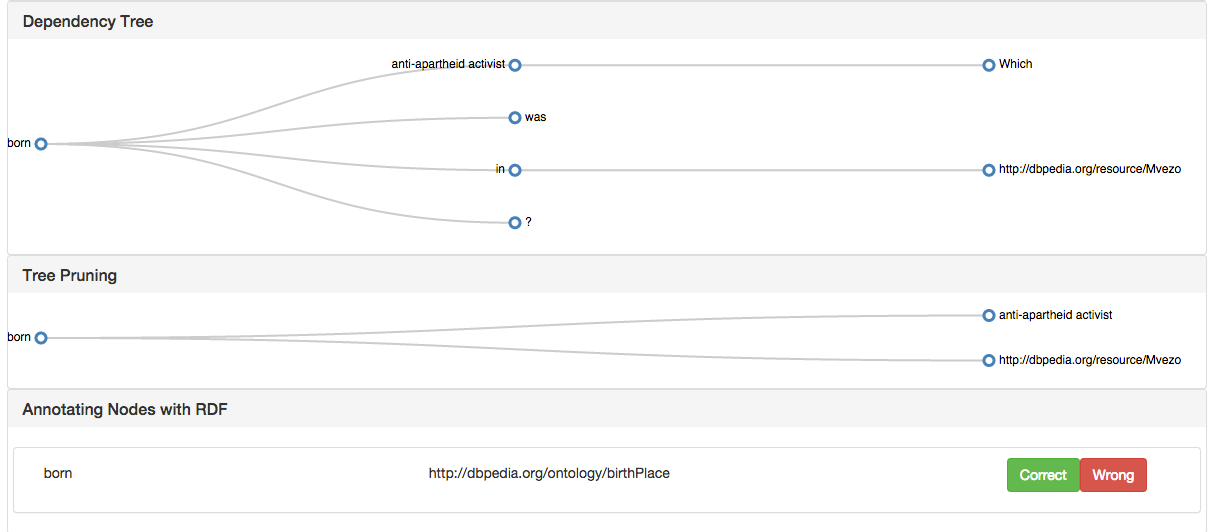 Dependency Tree
anti-apartheid activist Which
was
born
in http://dbpedia.org/resource/Mvezo
?
Tree Pruning
anti-apartheid activist
born
http://dbpedia.org/resource/Mvezo
Annotating Nodes with RDF
born http://dbpedia.org/ontology/birthPlace Correct Wrong